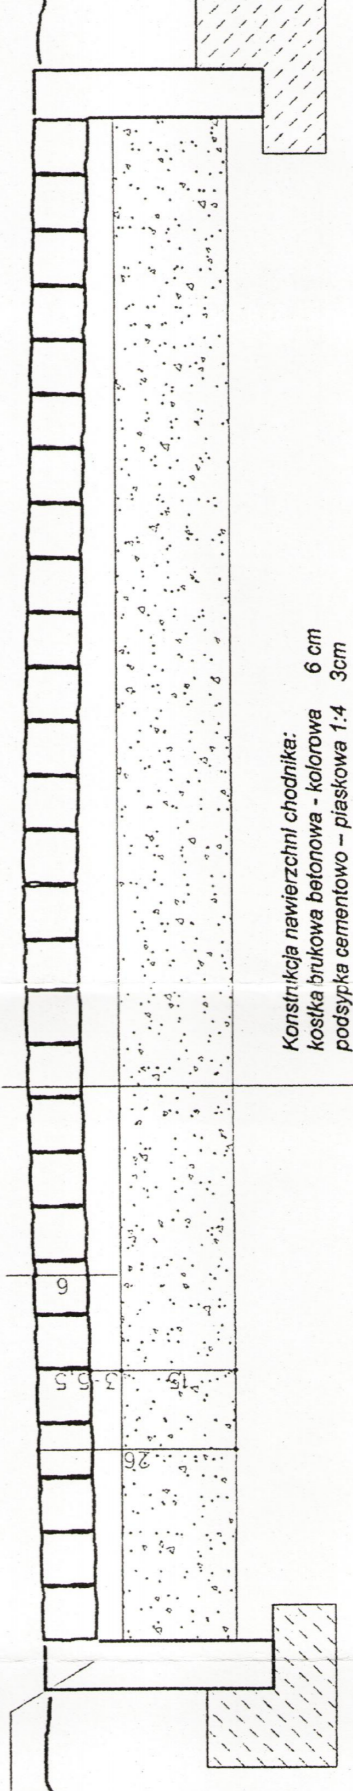 Konstrukcja nawierzchni chodnika:
kostka brukowa betonowa - kolorowa 6 cm
podsypka cementowo – piaskowa 1:4 3cm
6
3-5.5
15
26